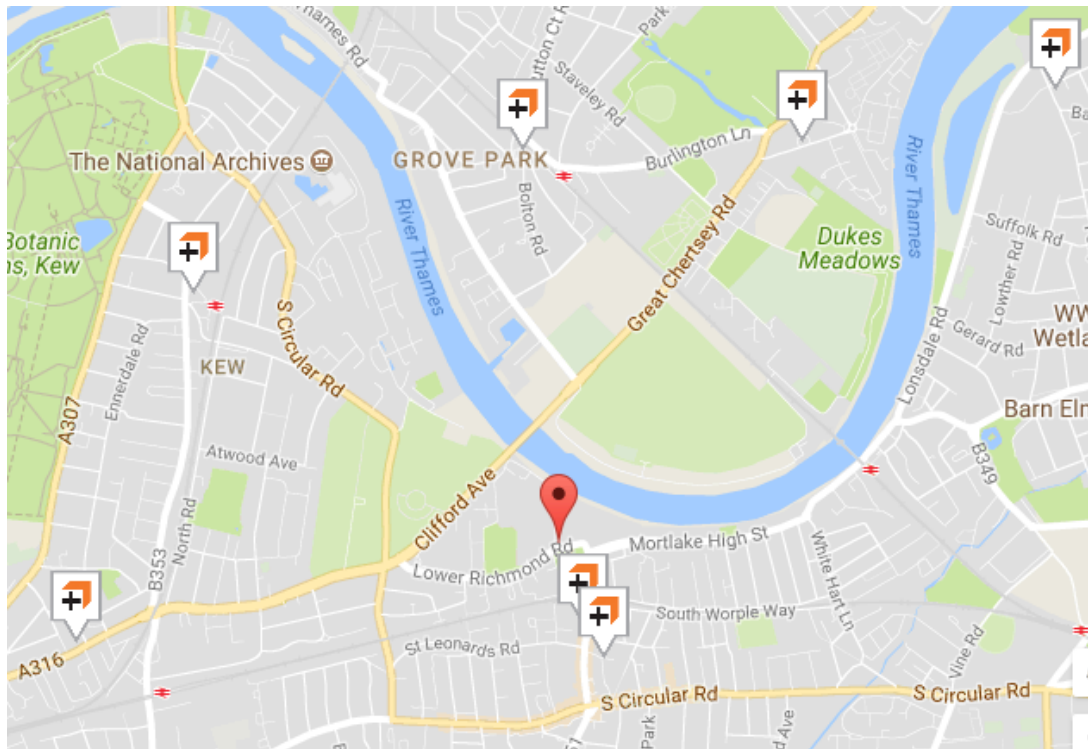 Thames Rd
utton Ct R
Park
Staveley Rd
Burlington Ln
The National Archives
GROVE PARK
Bolton Rd
River Thames
River Thames
Great Chertsey Rd
Dukes
Meadows
Suffolk Rd
Lowther Rd
Ba
Botanic
ns, Kew
S Circular Rd
KEW
Ennerdale Rd
A307
Atwood Ave
North Rd
B353
Gerard Rd
WW
Wetla
Lonsdale Rd
Barn Eln
B349
Clifford Ave
Lower Richmond Rd
Mortlake High St
White Hart Ln
South Worple Way
St Leonards Rd
Vine Rd
A316
S Circular Rd
S Circular Rd
Park
d Ave
51